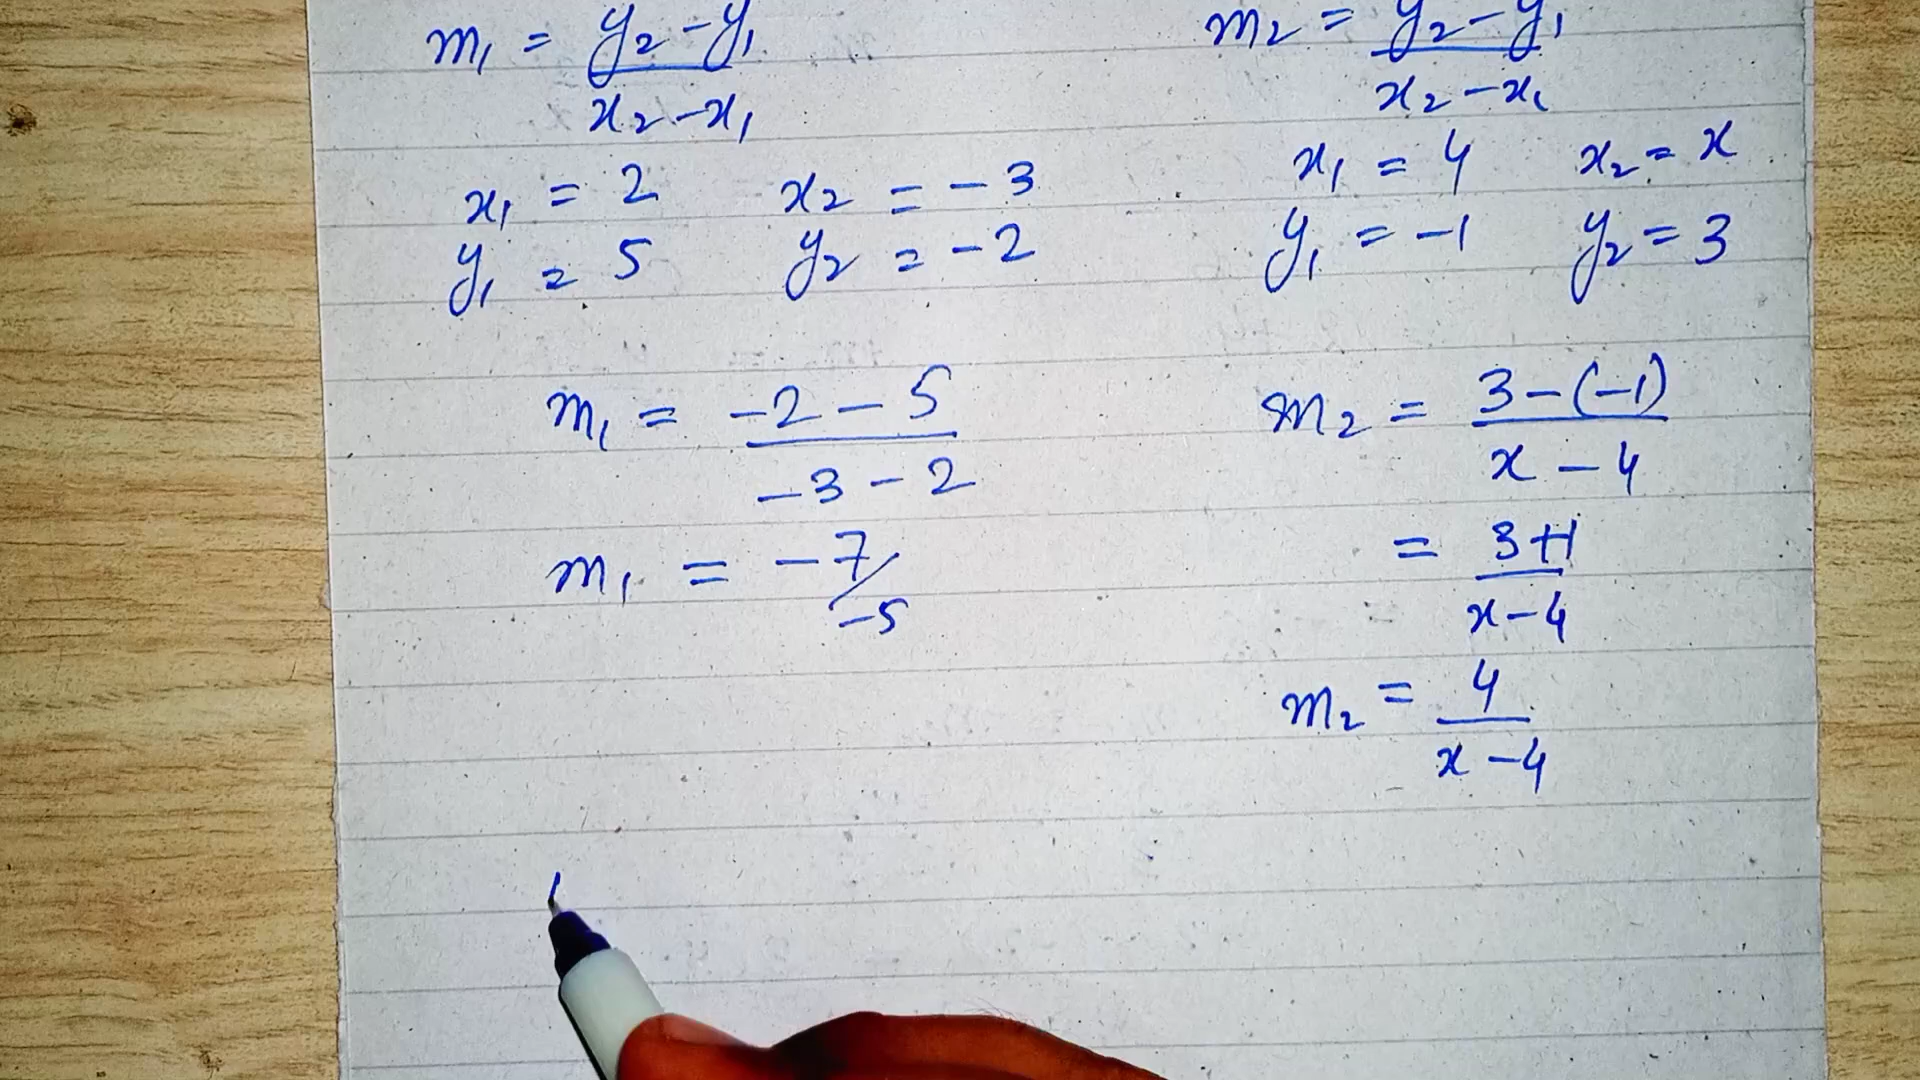 m₁ = y₂ - y₁ / x₂ - x₁
x₁ = 2 x₂ = -3
y₁ = 5 y₂ = -2
m₁ = -2 - 5 / -3 - 2
m₁ = -7/-5
m₂ = y₂ - y₁ / x₂ - x₁
x₁ = 4 x₂ = x
y₁ = -1 y₂ = 3
m₂ = 3 - (-1) / x - 4
= 3+1 / x-4
m₂ = 4 / x-4